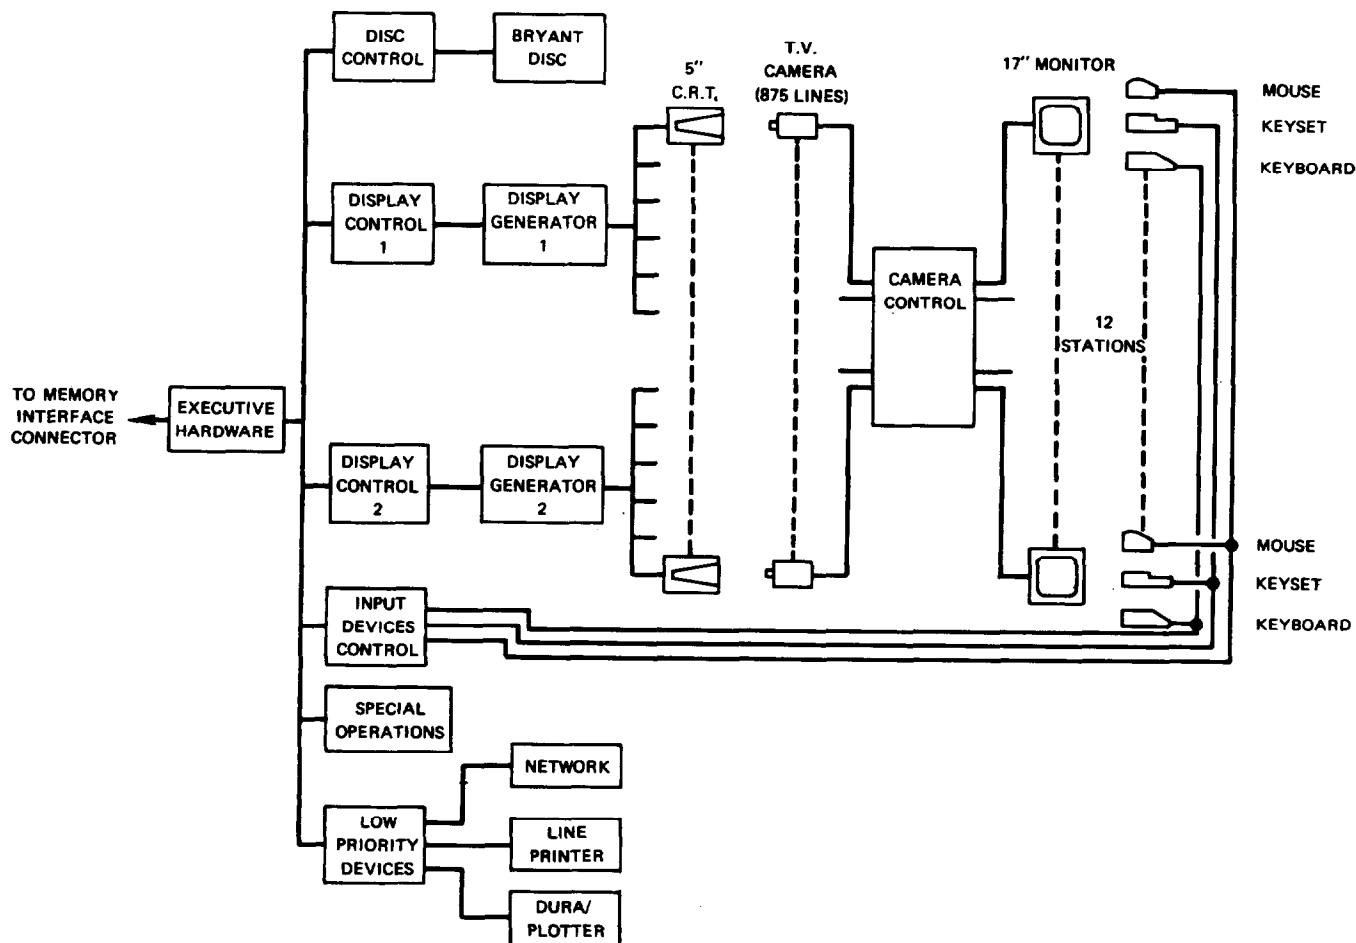 DISC
CONTROL
BRYANT
DISC
5"
C.R.T.
T.V.
CAMERA
(875 LINES)
17" MONITOR
MOUSE
KEYSET
KEYBOARD
DISPLAY
CONTROL
1
DISPLAY
GENERATOR
1
CAMERA
CONTROL
12
STATIONS
TO MEMORY
INTERFACE
CONNECTOR
EXECUTIVE
HARDWARE
DISPLAY
CONTROL
2
DISPLAY
GENERATOR
2
MOUSE
KEYSET
KEYBOARD
INPUT
DEVICES
CONTROL
SPECIAL
OPERATIONS
LOW
PRIORITY
DEVICES
NETWORK
LINE
PRINTER
DURA/
PLOTTER